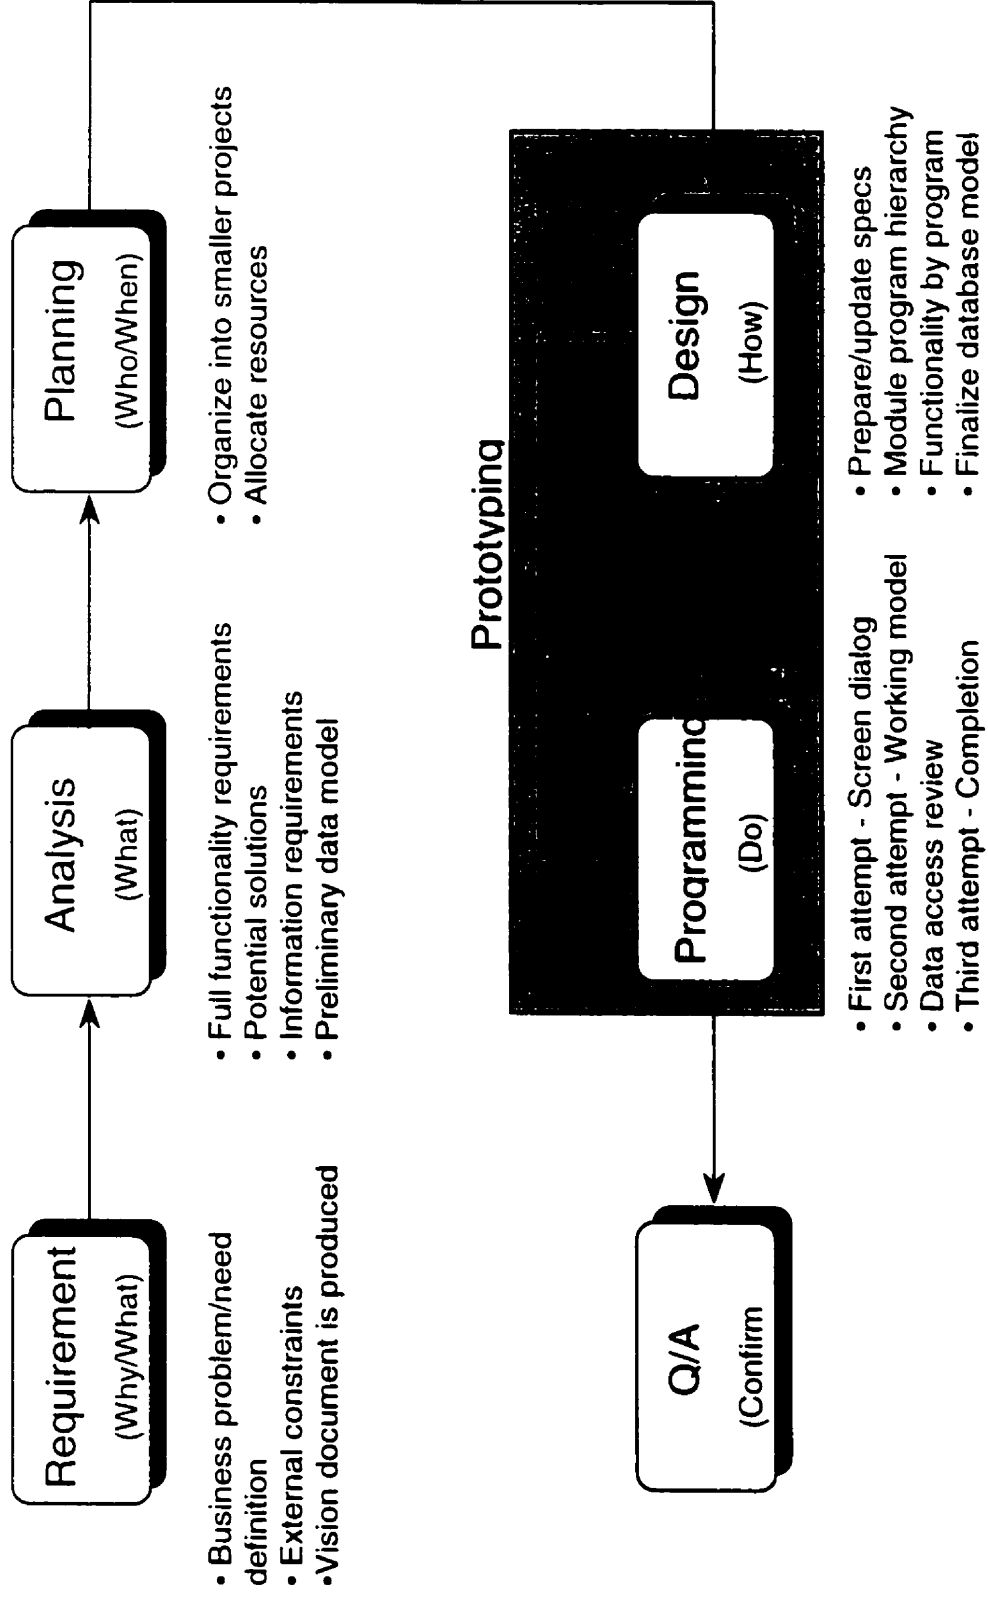 Requirement
(Why/What)
• Business problem/need
definition
• External constraints
•Vision document is produced
Analysis
(What)
• Full functionality requirements
• Potential solutions
• Information requirements
• Preliminary data model
Planning
(Who/When)
• Organize into smaller projects
• Allocate resources
Prototyping
Design
(How)
• Prepare/update specs
• Module program hierarchy
• Functionality by program
• Finalize database model
Programming
(Do)
• First attempt - Screen dialog
• Second attempt - Working model
• Data access review
• Third attempt - Completion
Q/A
(Confirm